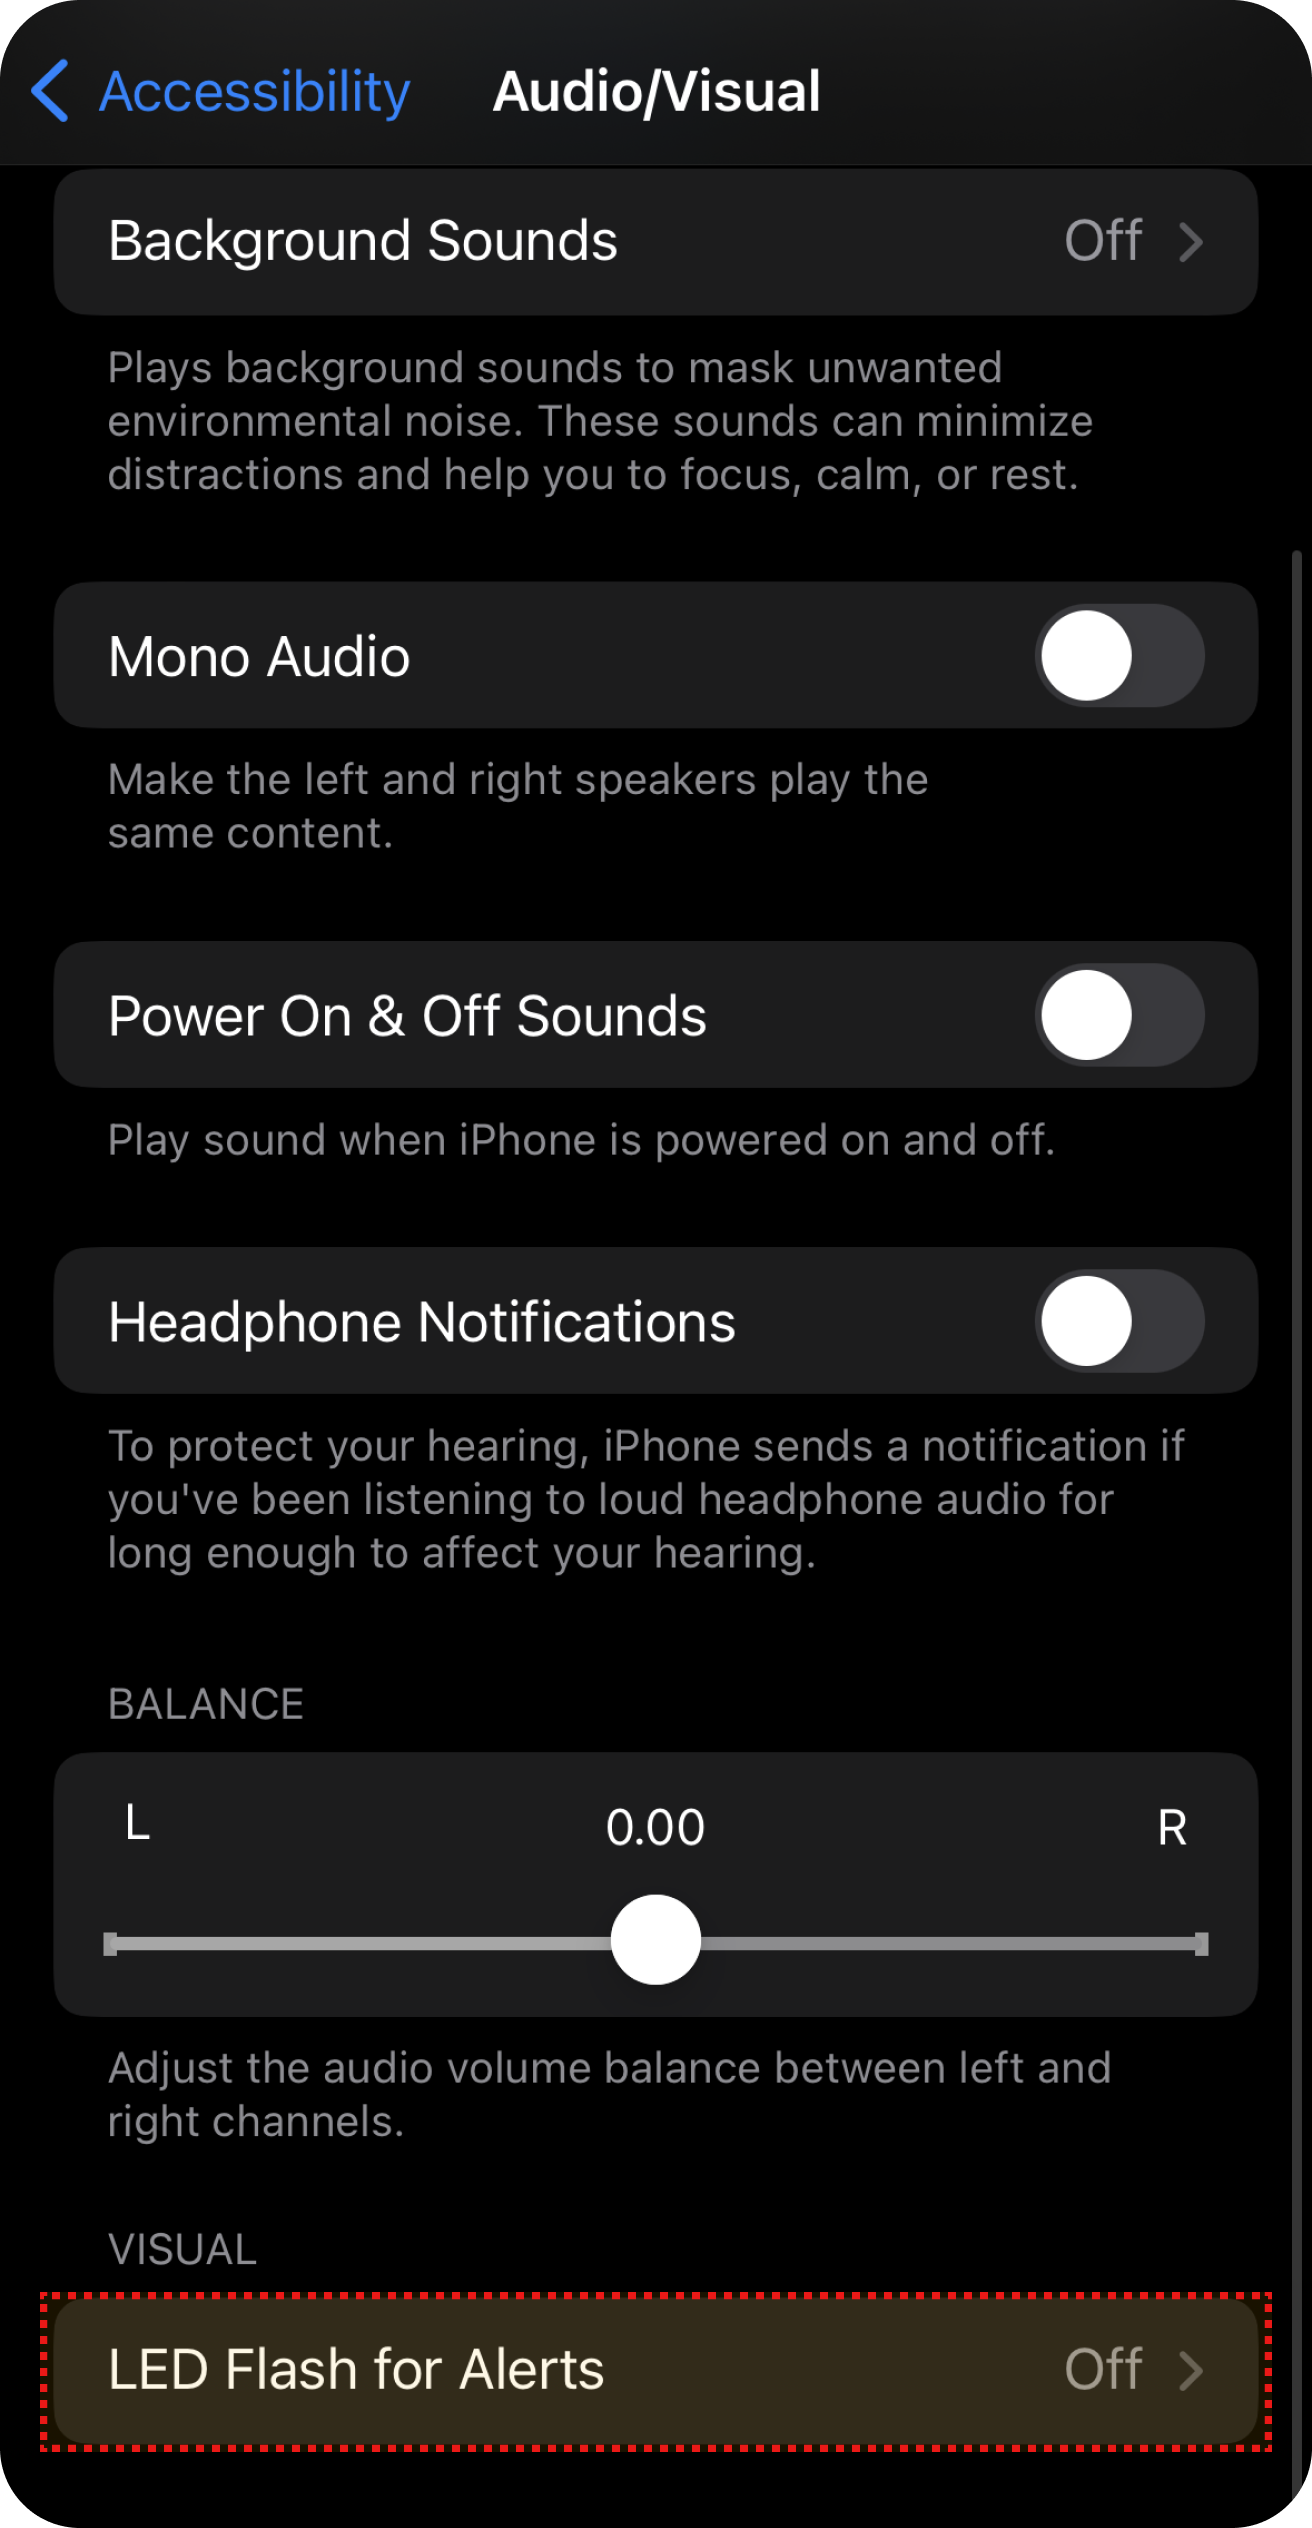 Accessibility
Audio/Visual
Background Sounds Off
Plays background sounds to mask unwanted
environmental noise. These sounds can minimize
distractions and help you to focus, calm, or rest.
Mono Audio
Make the left and right speakers play the
same content.
Power On & Off Sounds
Play sound when iPhone is powered on and off.
Headphone Notifications
To protect your hearing, iPhone sends a notification if
you've been listening to loud headphone audio for
long enough to affect your hearing.
BALANCE
L 0.00 R
Adjust the audio volume balance between left and
right channels.
VISUAL
LED Flash for Alerts Off